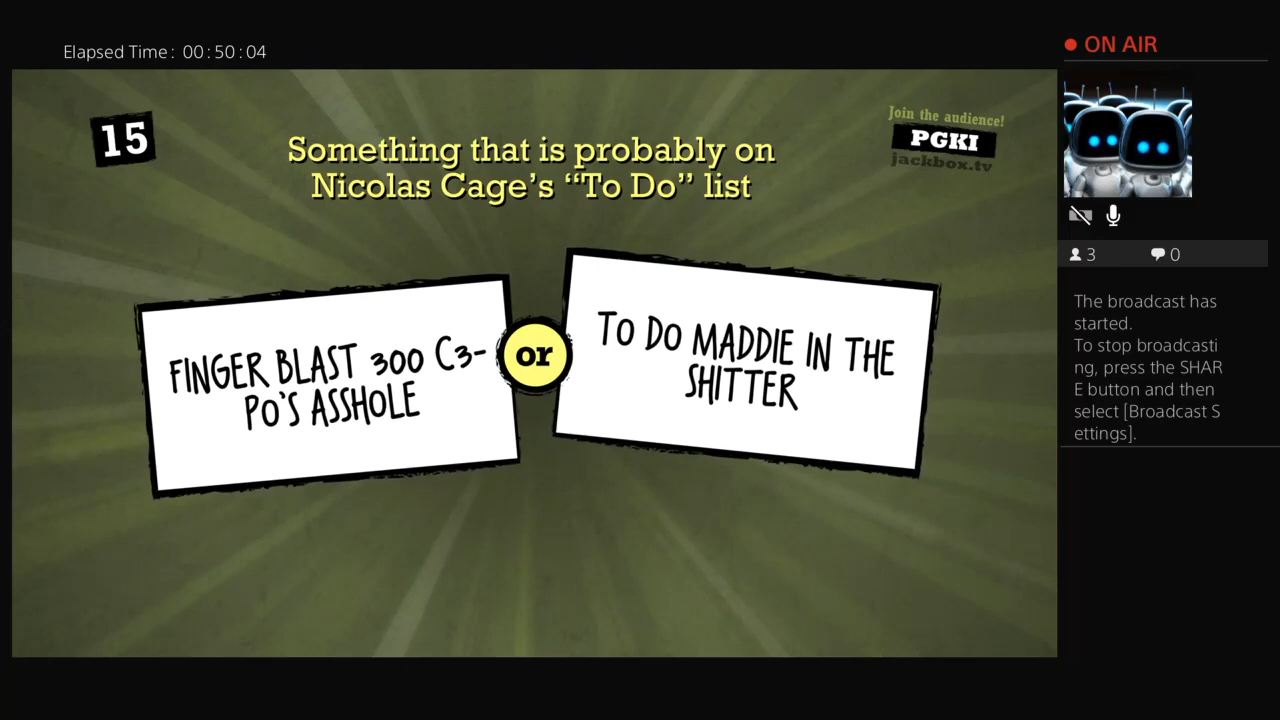 Elapsed Time: 00:50:04
ON AIR
15
Join the audience!
PGKI
jackbox.tv
Something that is probably on
Nicolas Cage's “To Do” list
FINGER BLAST 300 C3-
PO'S ASSHOLE
or
TO DO MADDIE IN THE
SHITTER
3
0
The broadcast has
started.
To stop broadcasti
ng, press the SHAR
E button and then
select [Broadcast S
ettings].